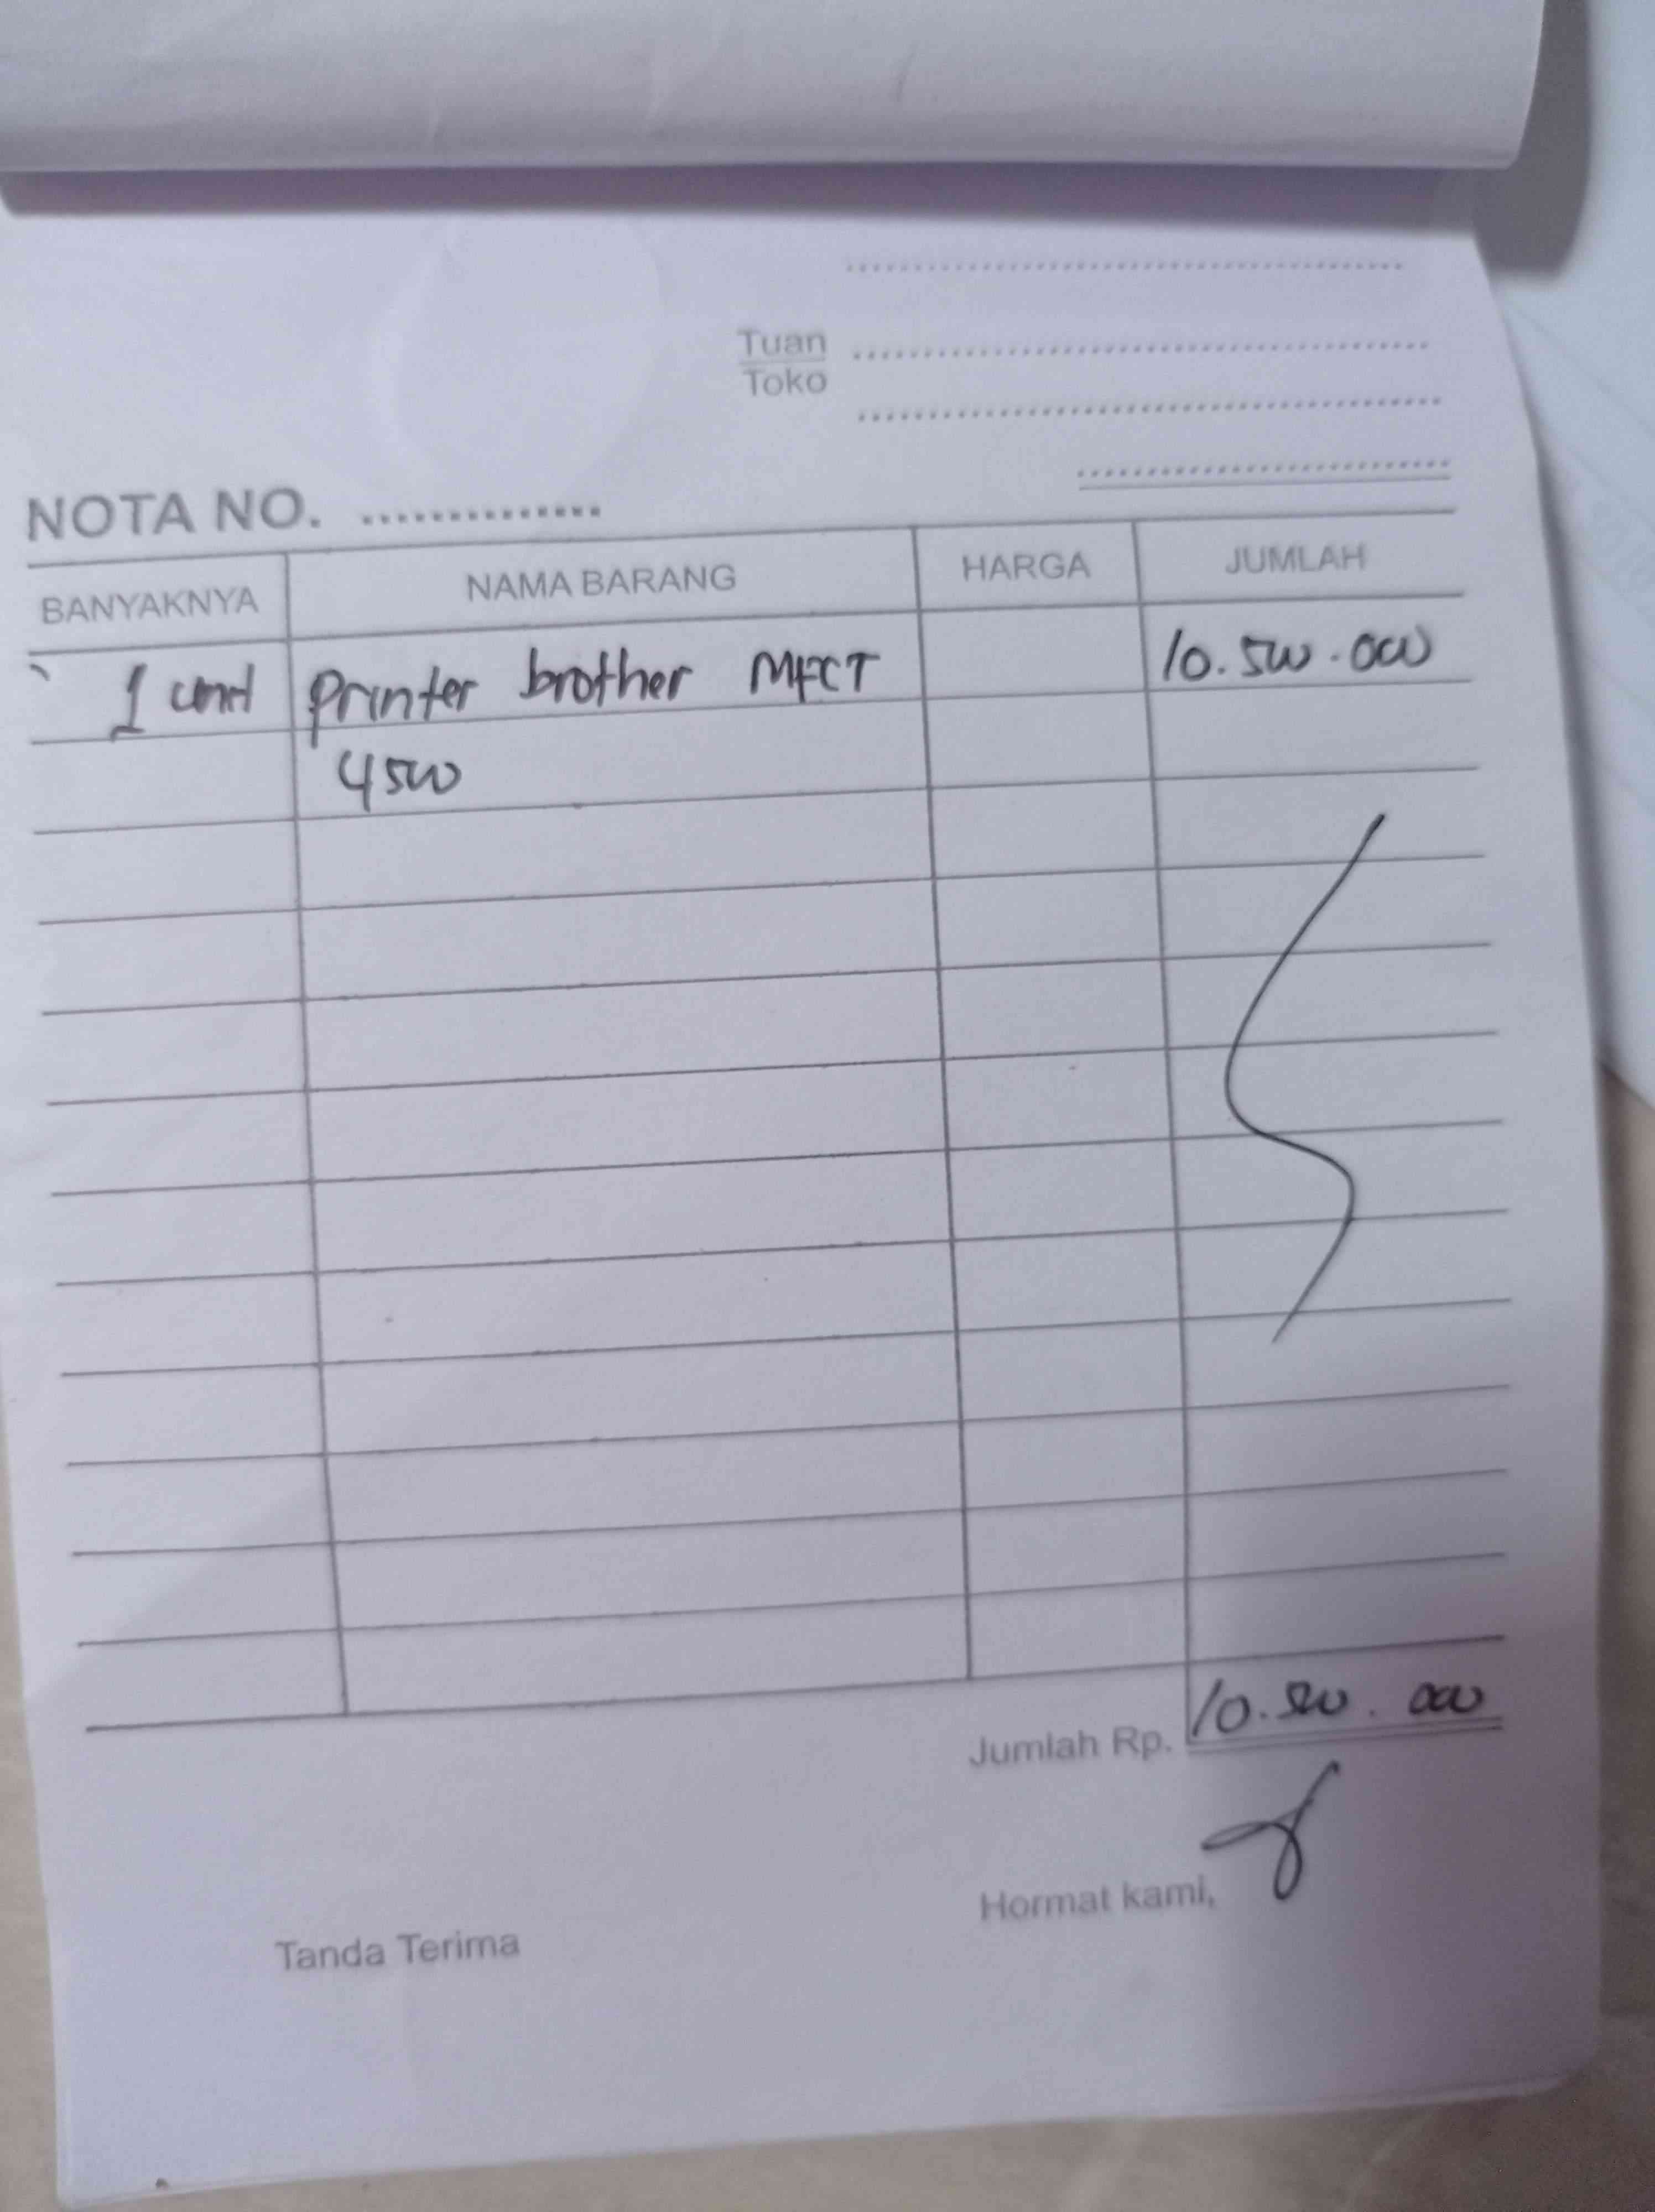 Tuan
Toko
NOTA NO. ..............
BANYAKNYA NAMA BARANG HARGA JUMLAH
1 unit printer brother MFCT 10.500.000
4500
Jumlah Rp. 10.500.000
Hormat kami,
Tanda Terima